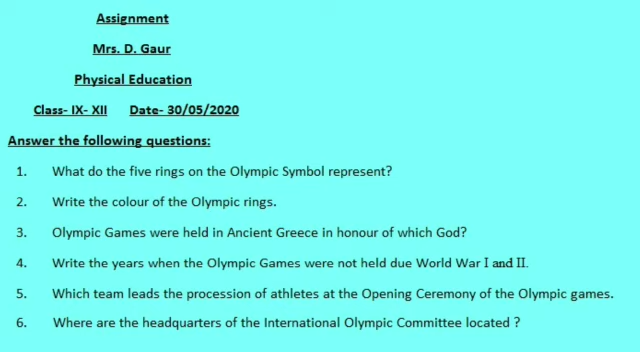 Assignment
Mrs. D. Gaur
Physical Education
Class- IX- XII Date- 30/05/2020
Answer the following questions:
1. What do the five rings on the Olympic Symbol represent?
2. Write the colour of the Olympic rings.
3. Olympic Games were held in Ancient Greece in honour of which God?
4. Write the years when the Olympic Games were not held due World War I and II.
5. Which team leads the procession of athletes at the Opening Ceremony of the Olympic games.
6. Where are the headquarters of the International Olympic Committee located ?